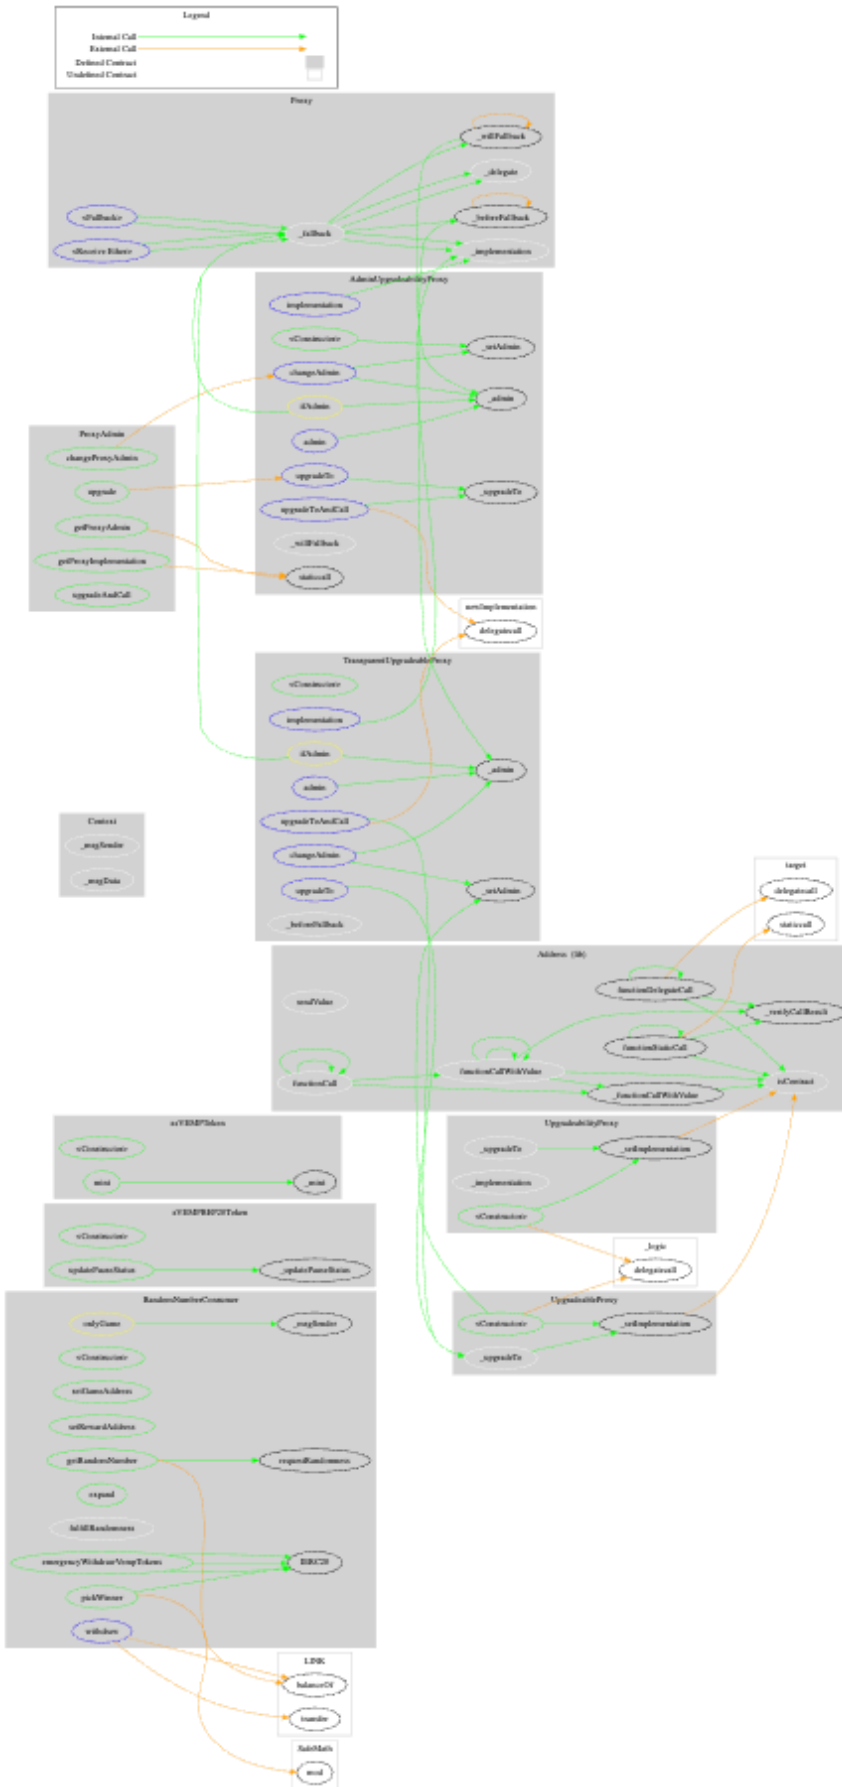 Legend
Internal Call
External Call
Defined Contract
Undefined Contract
Proxy
_willFallback
_delegate
<Fallback>
_beforeFallback
_fallback
<Receive Ether>
_implementation
AdminUpgradeabilityProxy
implementation
<Constructor>
_setAdmin
changeAdmin
ifAdmin
_admin
admin
upgradeTo
_upgradeTo
upgradeToAndCall
_willFallback
staticcall
ProxyAdmin
changeProxyAdmin
upgrade
getProxyAdmin
getProxyImplementation
upgradeAndCall
newImplementation
delegatecall
TransparentUpgradeableProxy
<Constructor>
implementation
ifAdmin
_admin
admin
upgradeToAndCall
changeAdmin
upgradeTo
_setAdmin
_beforeFallback
Context
_msgSender
_msgData
target
delegatecall
staticcall
Address (lib)
functionDelegateCall
sendValue
_verifyCallResult
functionStaticCall
functionCallWithValue
functionCall
isContract
_functionCallWithValue
<Constructor>
mint
_mint
UpgradeabilityProxy
_upgradeTo
_setImplementation
_implementation
<Constructor>
<Constructor>
updatePauseStatus
_updatePauseStatus
_logic
delegatecall
UpgradeableProxy
<Constructor>
_setImplementation
_upgradeTo
RandomNumberConsumer
onlyGame
_msgSender
<Constructor>
setGameAddress
setRewardAddress
getRandomNumber
requestRandomness
expand
fulfillRandomness
emergencyWithdrawVempTokens
IERC20
pickWinner
withdraw
LINK
balanceOf
transfer
SafeMath
mod